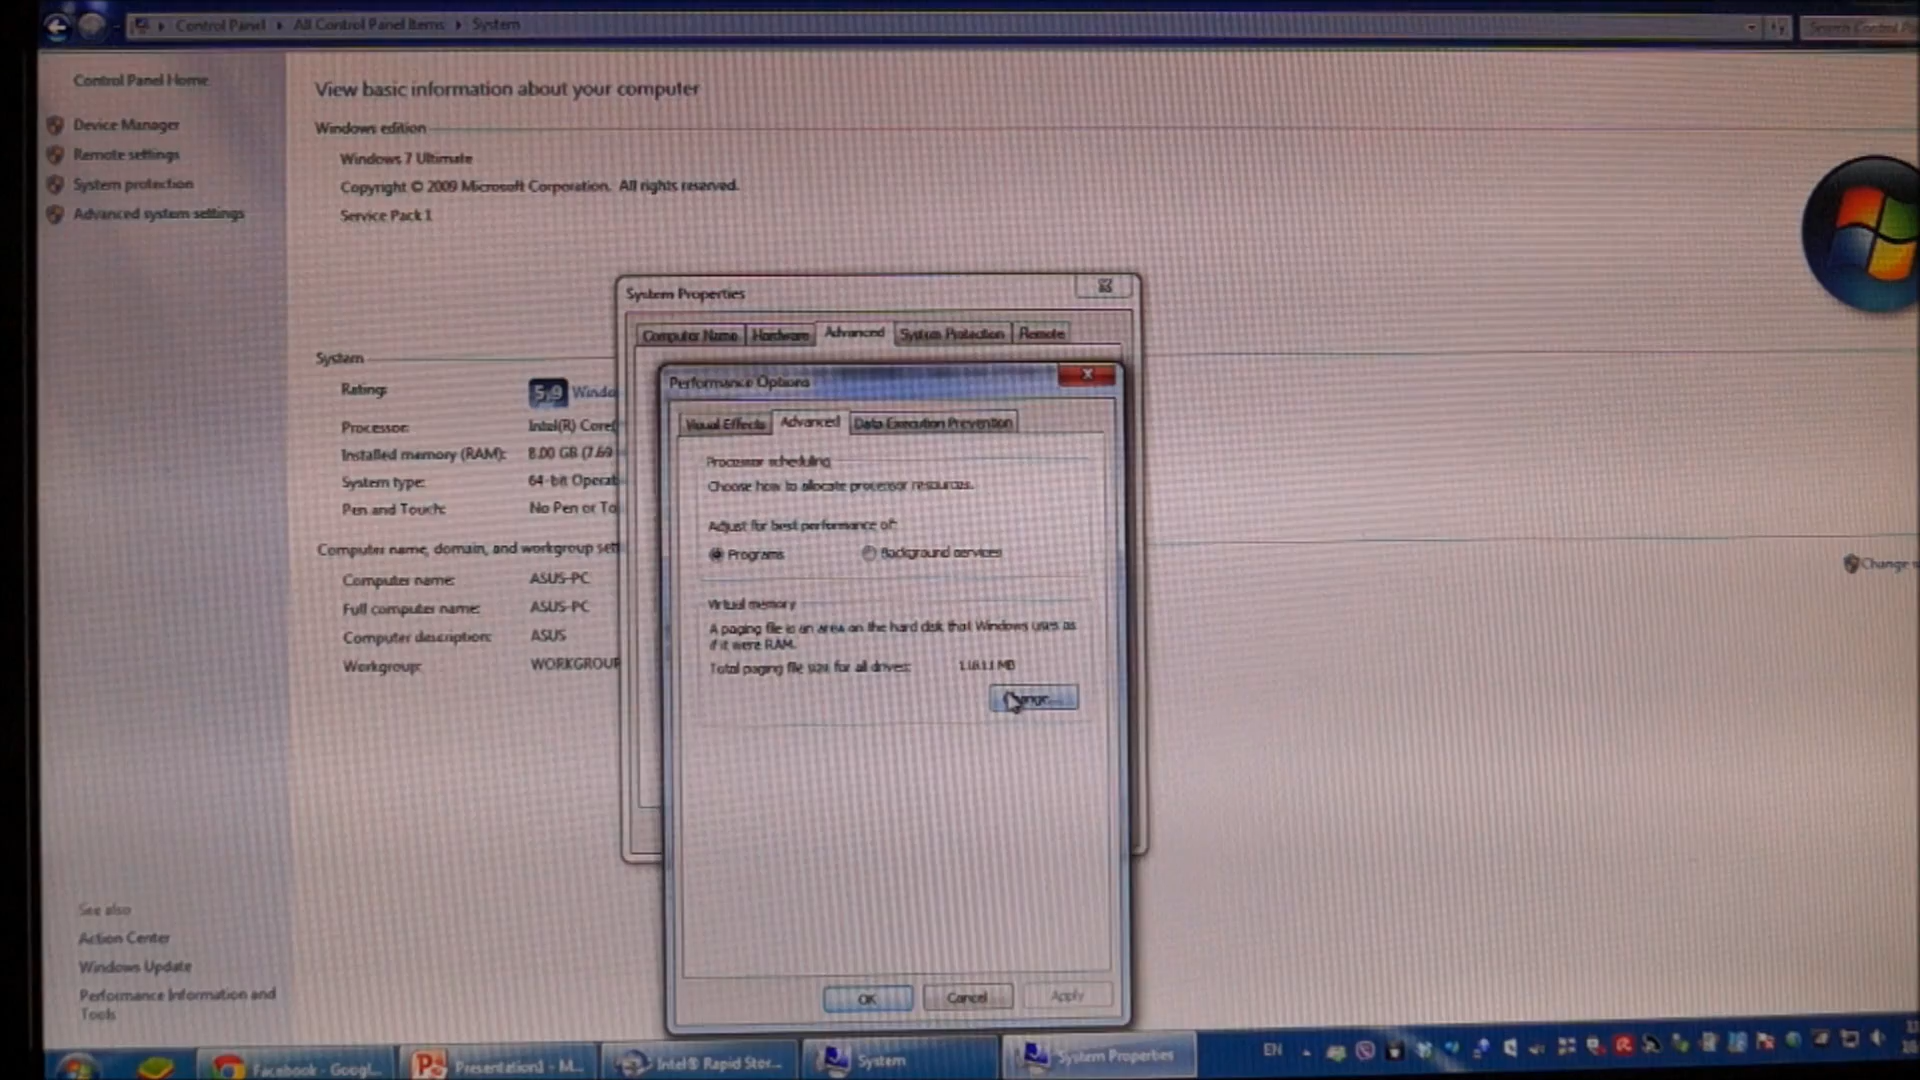 Control Panel
All Control Panel Items
System
Search Control Pa
Control Panel Home
Device Manager
Remote settings
System protection
Advanced system settings
View basic information about your computer
Windows edition
Windows 7 Ultimate
Copyright © 2009 Microsoft Corporation. All rights reserved.
Service Pack 1
System
Rating:
5,9 Windo
Processor:
Intel(R) Core(
Installed memory (RAM):
8.00 GB (7.69
System type:
64-bit Operat
Pen and Touch:
No Pen or To
Computer name, domain, and workgroup sett
Computer name:
ASUS-PC
Full computer name:
ASUS-PC
Computer description:
ASUS
Workgroup:
WORKGROUP
Change
See also
Action Center
Windows Update
Performance Information and
Tools
System Properties
Computer Name
Hardware
Advanced
System Protection
Remote
Performance Options
Visual Effects
Advanced
Data Execution Prevention
Processor scheduling
Choose how to allocate processor resources.
Adjust for best performance of:
Programs
Background services
Virtual memory
A paging file is an area on the hard disk that Windows uses as
if it were RAM.
Total paging file size for all drives:
MB
OK
Cancel
Apply
Facebook - Googl...
Presentation1 - M...
Intel® Rapid Stor...
System
System Properties
EN